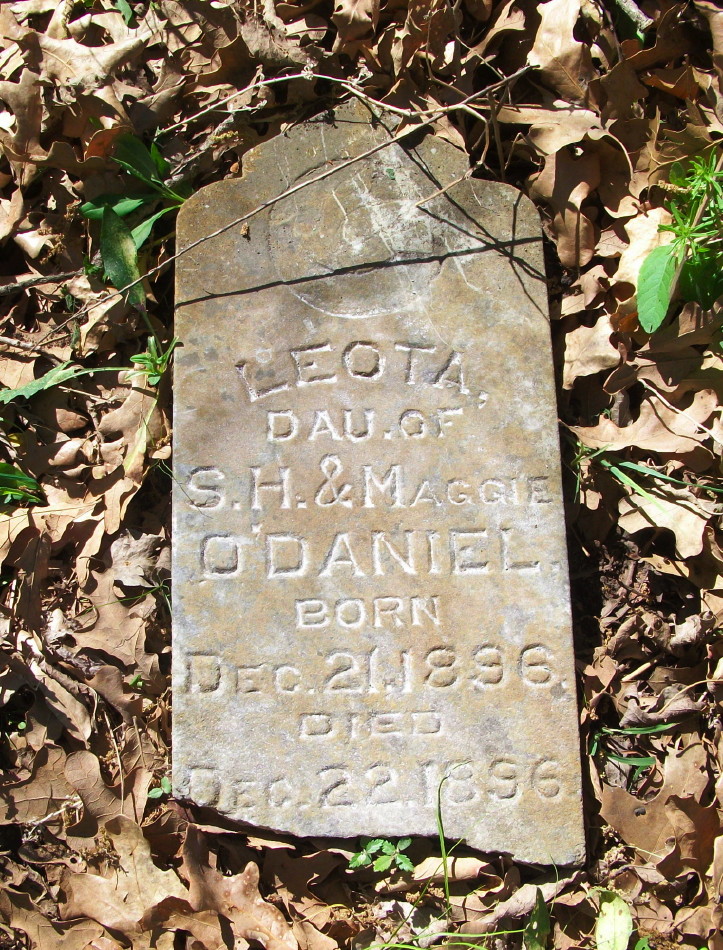 LEOTA,
DAU. OF
S. H. & MAGGIE
O'DANIEL.
BORN
DEC. 21. 1896.
DIED
DEC. 22. 1896.